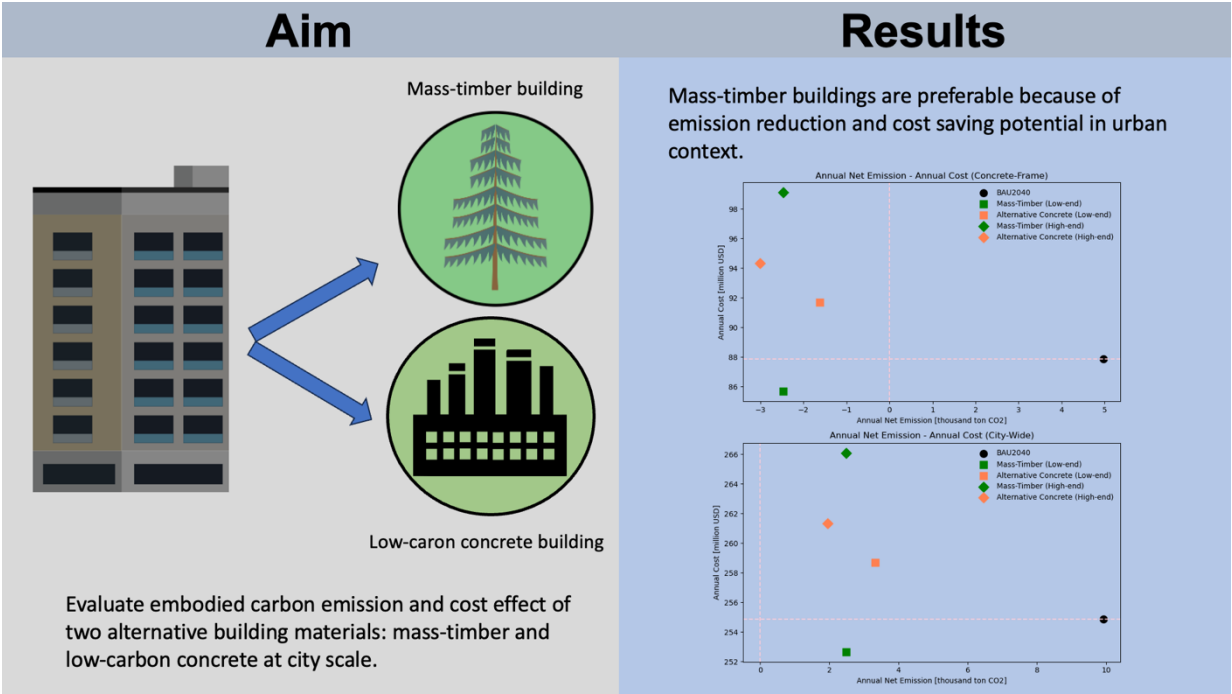 Aim
Mass-timber building
Low-caron concrete building
Evaluate embodied carbon emission and cost effect of
two alternative building materials: mass-timber and
low-carbon concrete at city scale.
Results
Mass-timber buildings are preferable because of
emission reduction and cost saving potential in urban
context.
Annual Net Emission - Annual Cost (Concrete-Frame)
BAU2040
Mass-Timber (Low-end)
Alternative Concrete (Low-end)
Mass-Timber (High-end)
Alternative Concrete (High-end)
Annual Cost [million USD]
98
96
94
92
90
88
86
−3 −2 −1 0 1 2 3 4 5
Annual Net Emission [thousand ton CO2]
Annual Net Emission - Annual Cost (City-Wide)
BAU2040
Mass-Timber (Low-end)
Alternative Concrete (Low-end)
Mass-Timber (High-end)
Alternative Concrete (High-end)
Annual Cost [million USD]
266
264
262
260
258
256
254
252
0 2 4 6 8 10
Annual Net Emission [thousand ton CO2]